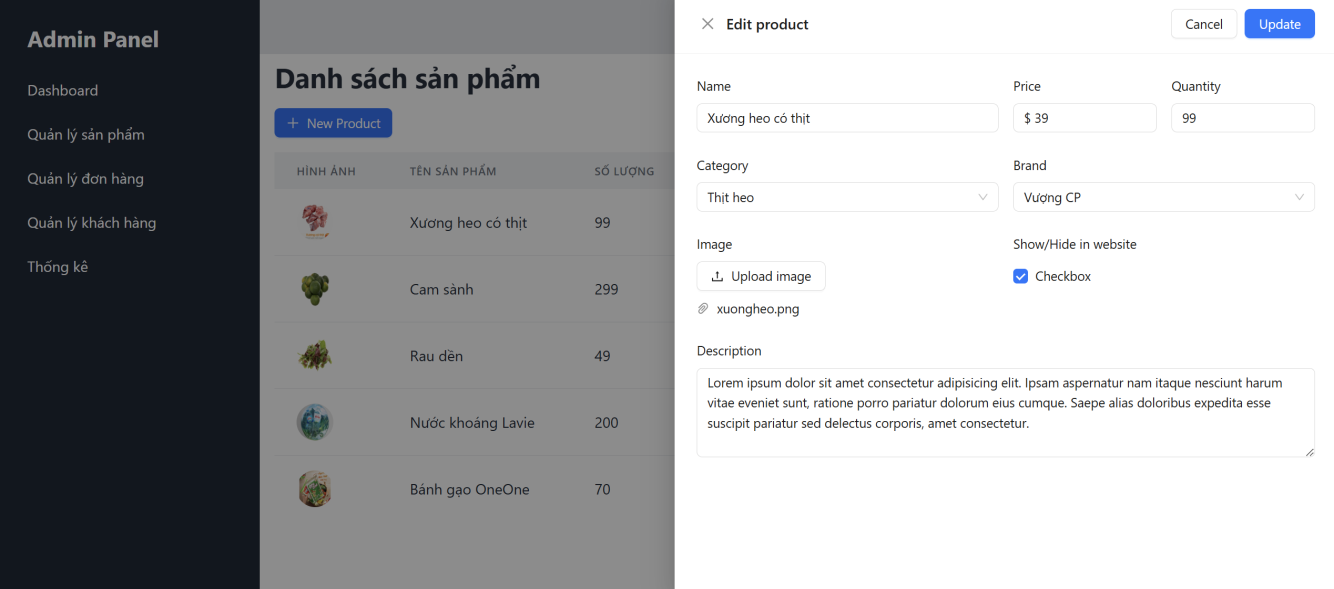 Admin Panel
Dashboard
Quản lý sản phẩm
Quản lý đơn hàng
Quản lý khách hàng
Thống kê
Danh sách sản phẩm
+ New Product
HÌNH ẢNH TÊN SẢN PHẨM SỐ LƯỢNG
Xương heo có thịt 99
Cam sành 299
Rau dền 49
Nước khoáng Lavie 200
Bánh gạo OneOne 70
Edit product Cancel Update
Name Price Quantity
Xương heo có thịt $ 39 99
Category Brand
Thịt heo Vượng CP
Image Show/Hide in website
Upload image Checkbox
xuongheo.png
Description
Lorem ipsum dolor sit amet consectetur adipisicing elit. Ipsam aspernatur nam itaque nesciunt harum
vitae eveniet sunt, ratione porro pariatur dolorum eius cumque. Saepe alias doloribus expedita esse
suscipit pariatur sed delectus corporis, amet consectetur.